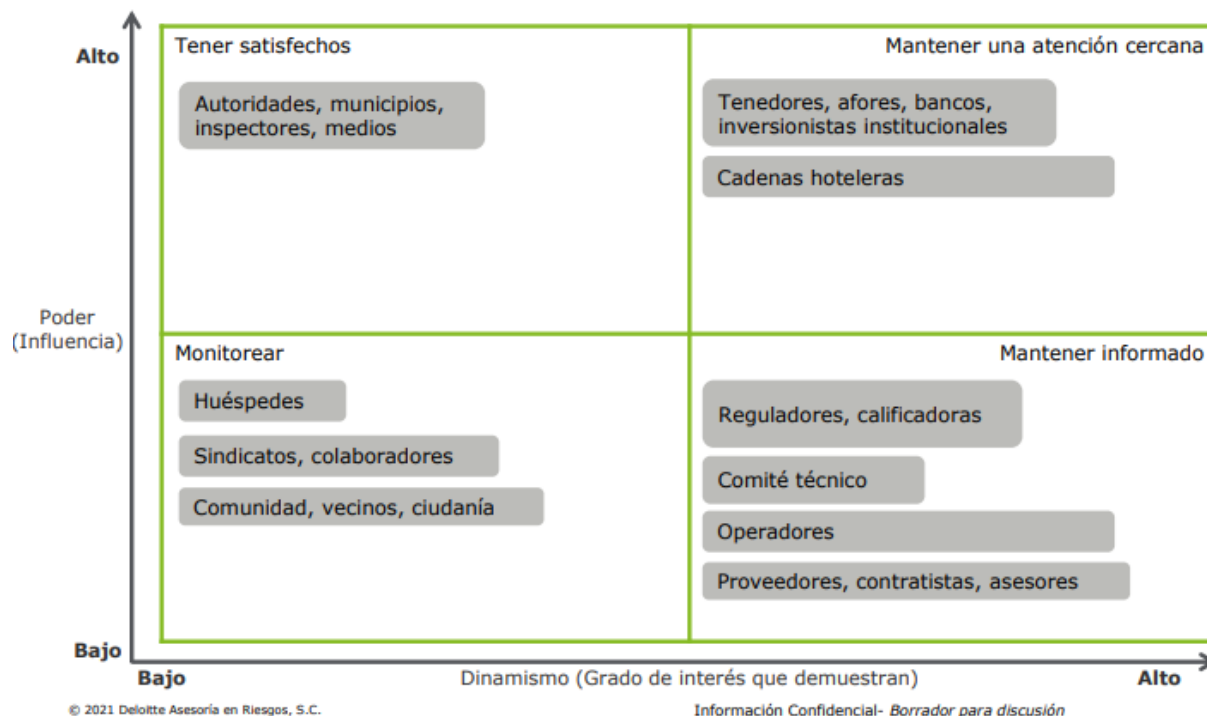 Alto
Tener satisfechos
Autoridades, municipios,
inspectores, medios
Mantener una atención cercana
Tenedores, afores, bancos,
inversionistas institucionales
Cadenas hoteleras
Poder
(Influencia)
Monitorear
Huéspedes
Sindicatos, colaboradores
Comunidad, vecinos, ciudanía
Mantener informado
Reguladores, calificadoras
Comité técnico
Operadores
Proveedores, contratistas, asesores
Bajo
Bajo
Dinamismo (Grado de interés que demuestran)
Alto
© 2021 Deloitte Asesoría en Riesgos, S.C.
Información Confidencial- Borrador para discusión